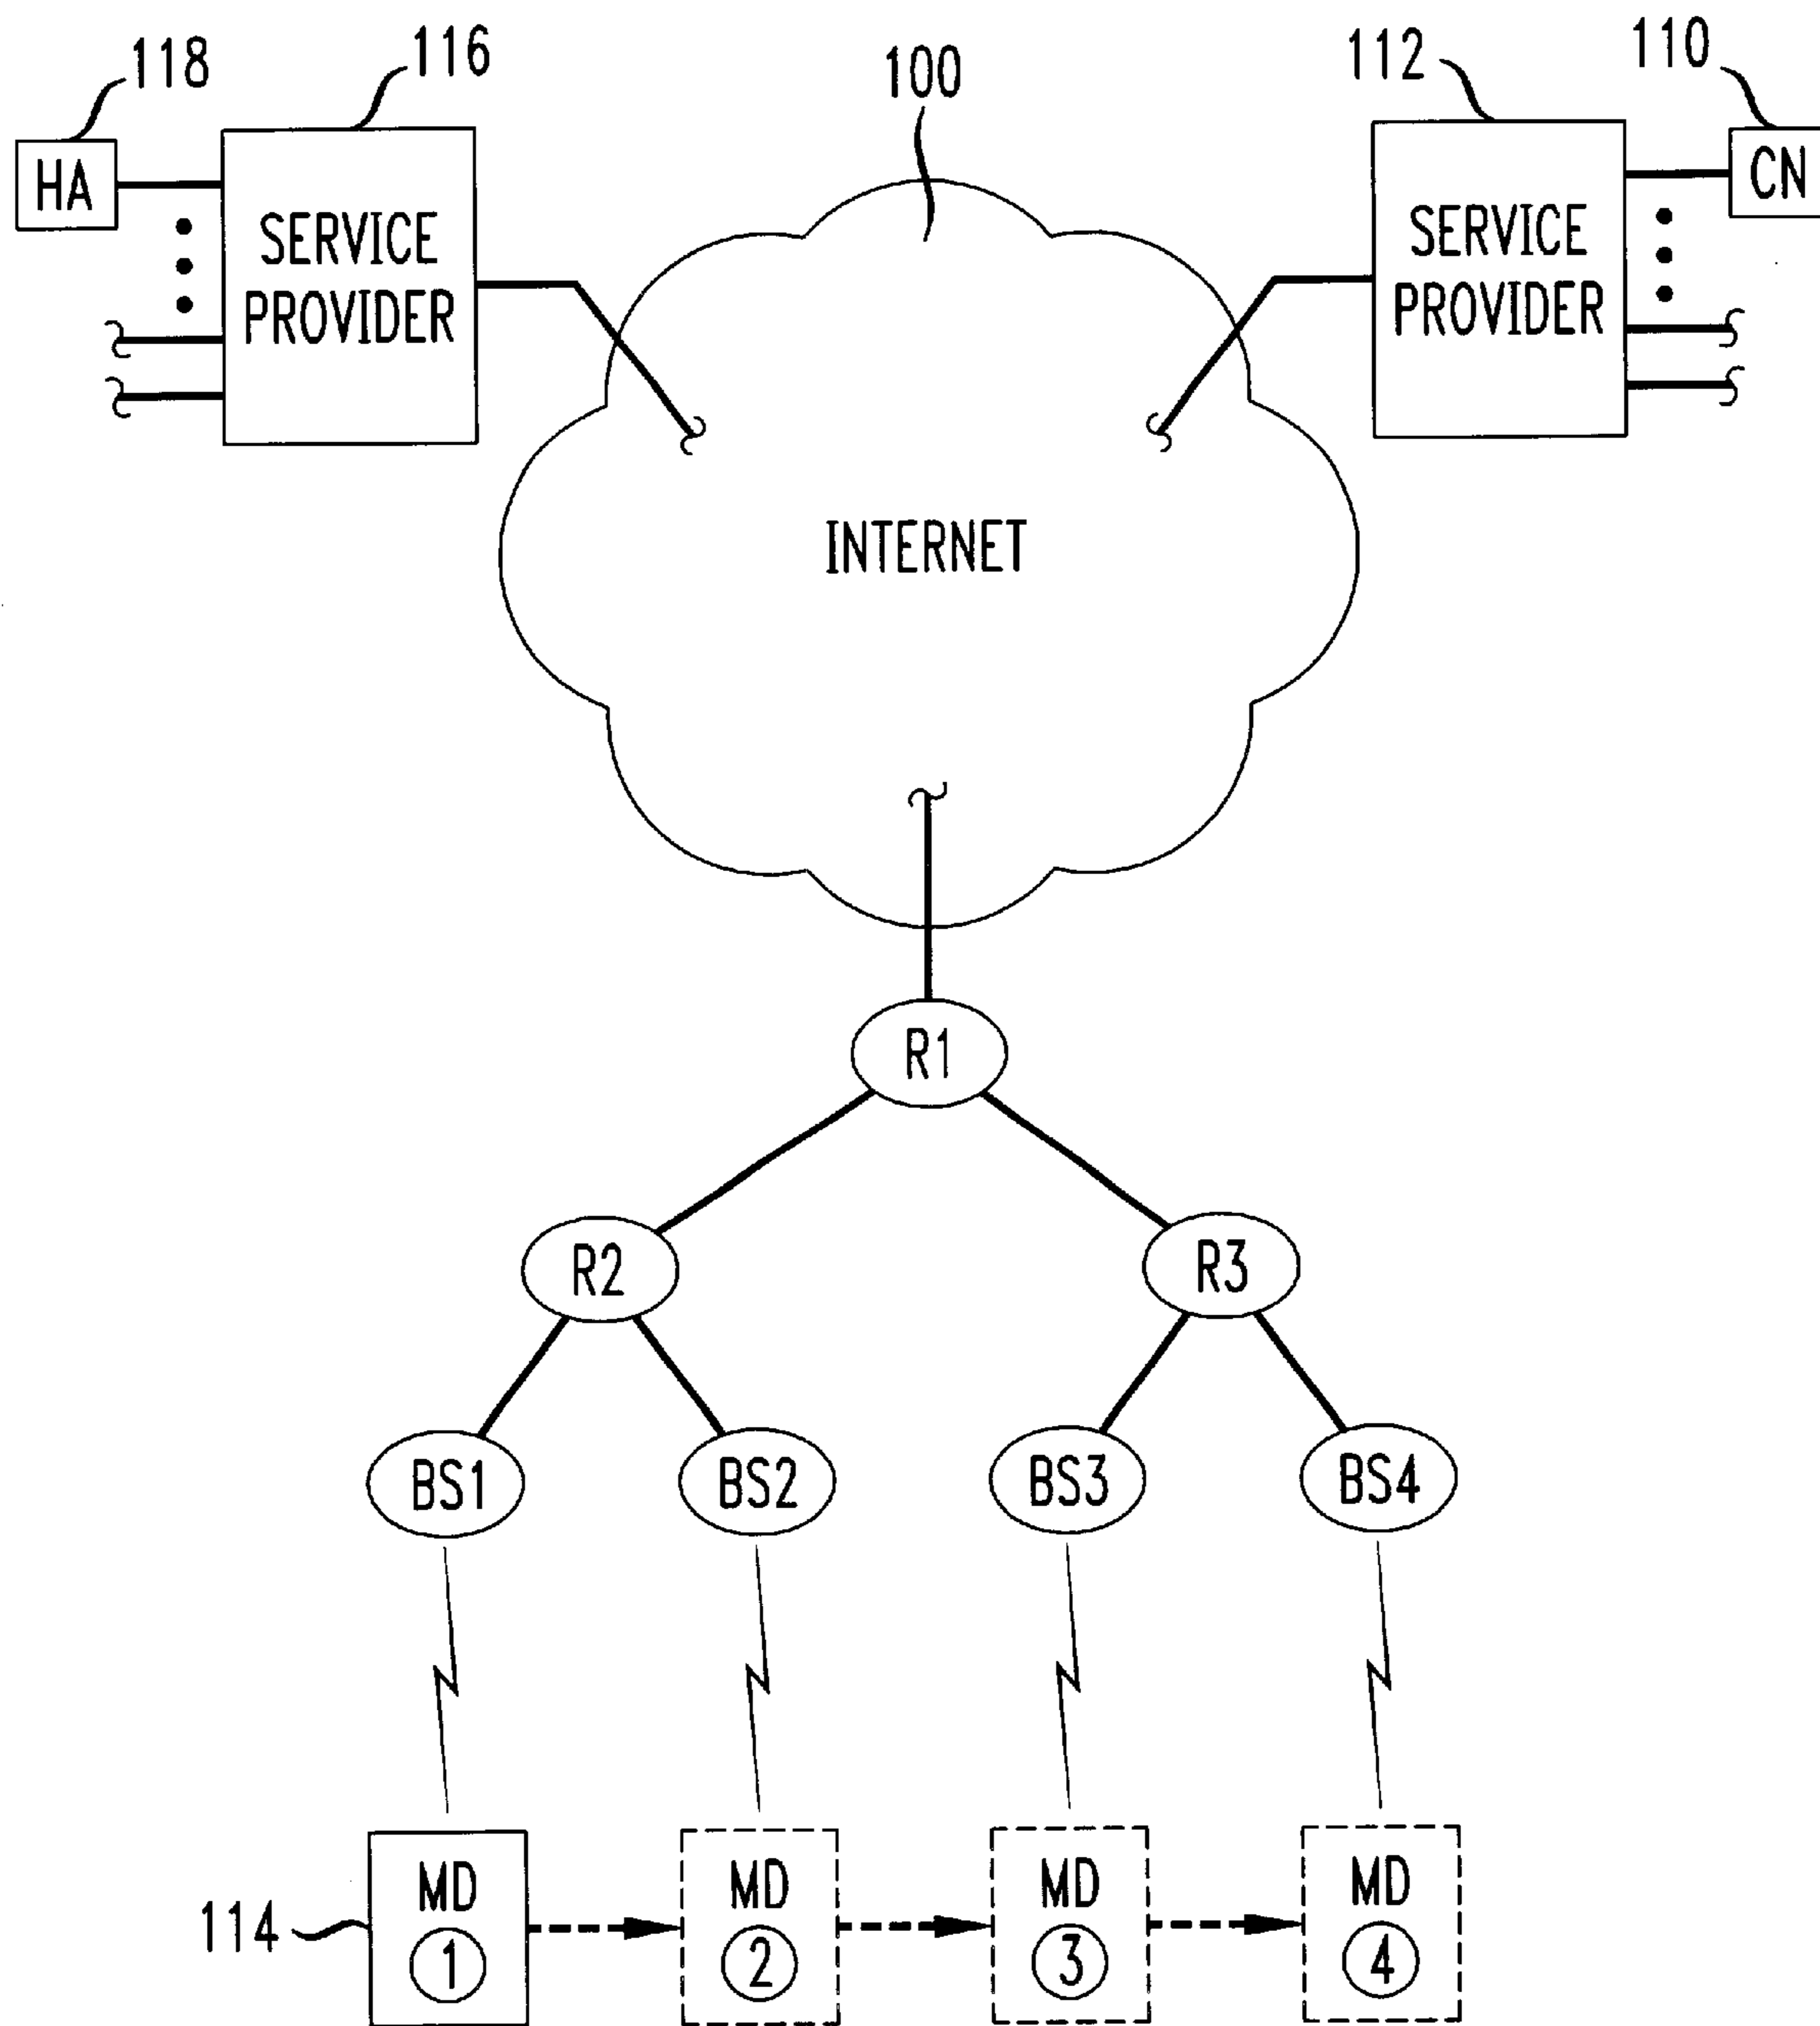 118
116
100
112
110
HA
SERVICE
PROVIDER
SERVICE
PROVIDER
CN
INTERNET
R1
R2
R3
BS1
BS2
BS3
BS4
114
MD
1
MD
2
MD
3
MD
4